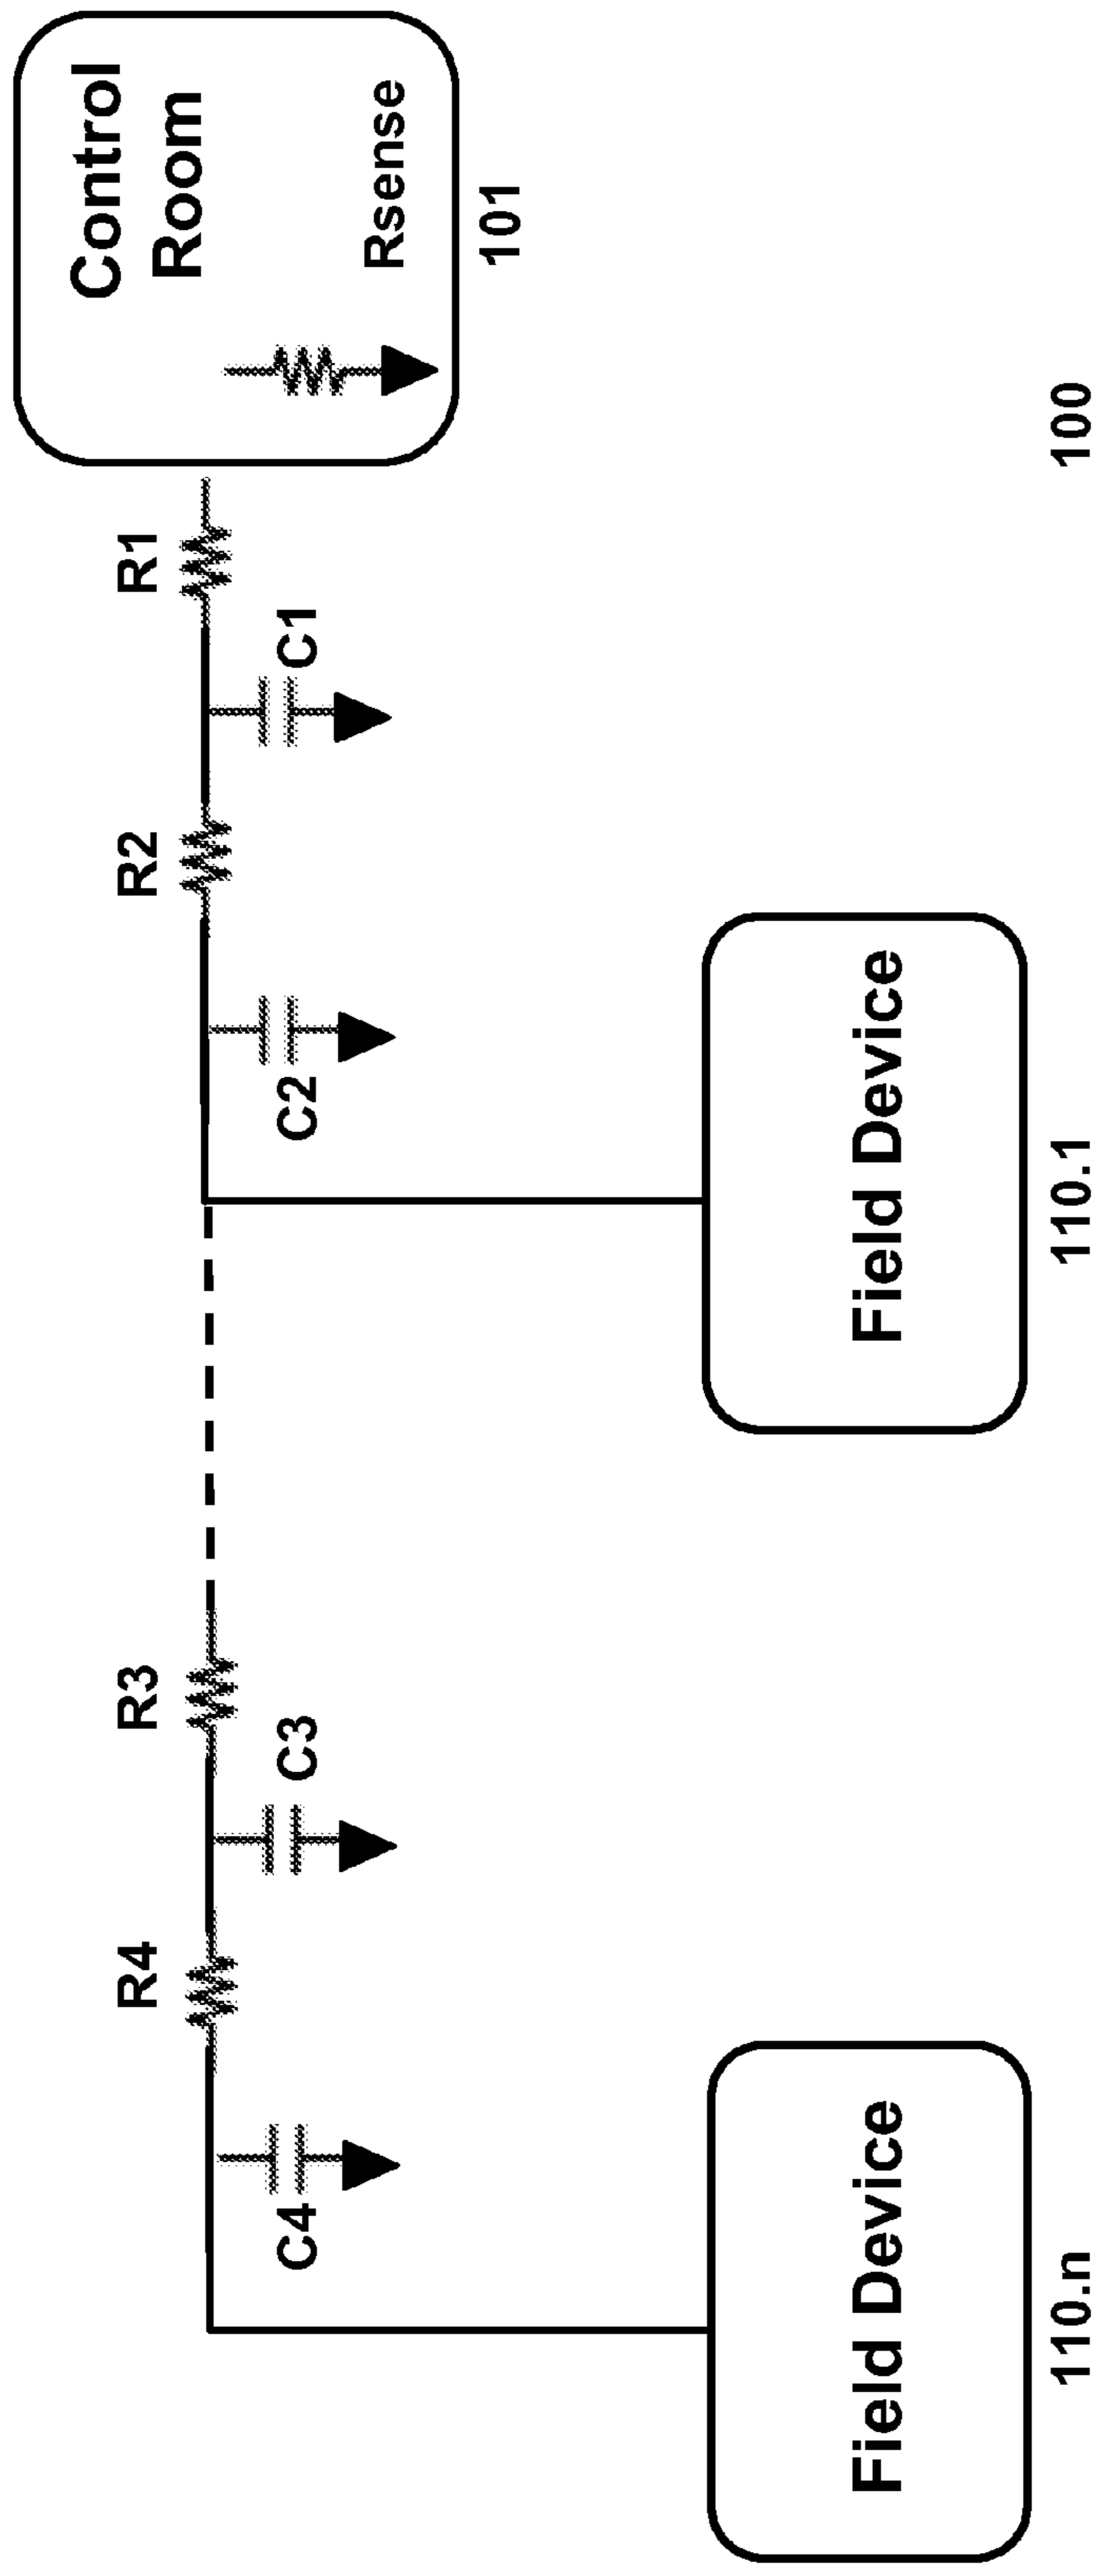 Control
Room
Rsense
101
R1
C1
R2
C2
R3
C3
R4
C4
Field Device
110.1
Field Device
110.n
100